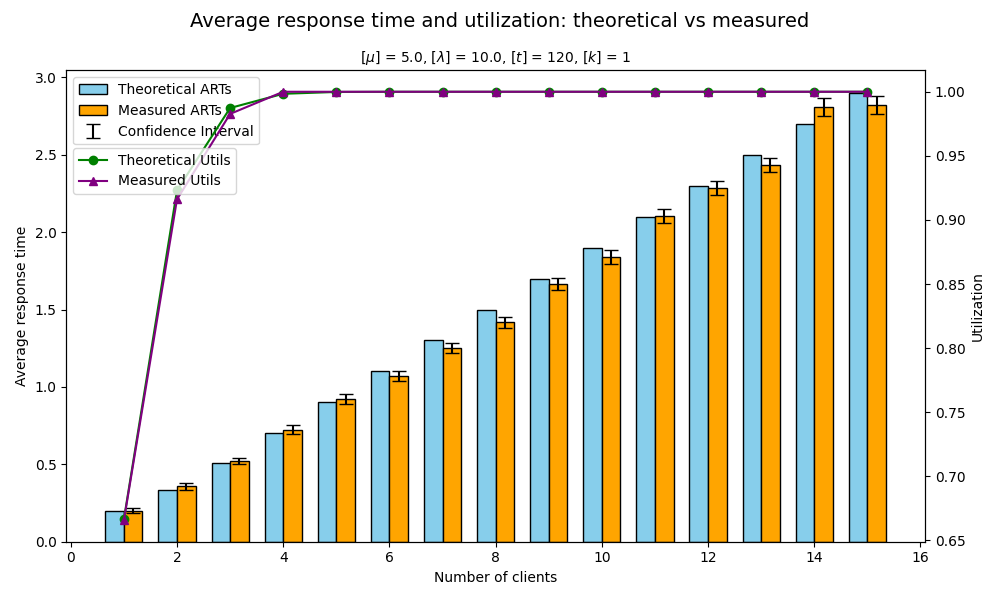 Average response time and utilization: theoretical vs measured
[μ] = 5.0, [λ] = 10.0, [t] = 120, [k] = 1
Theoretical ARTs
Measured ARTs
Confidence Interval
Theoretical Utils
Measured Utils
Average response time
3.0
2.5
2.0
1.5
1.0
0.5
0.0
0 2 4 6 8 10 12 14 16
Number of clients
1.00
0.95
0.90
0.85
0.80
0.75
0.70
0.65
Utilization